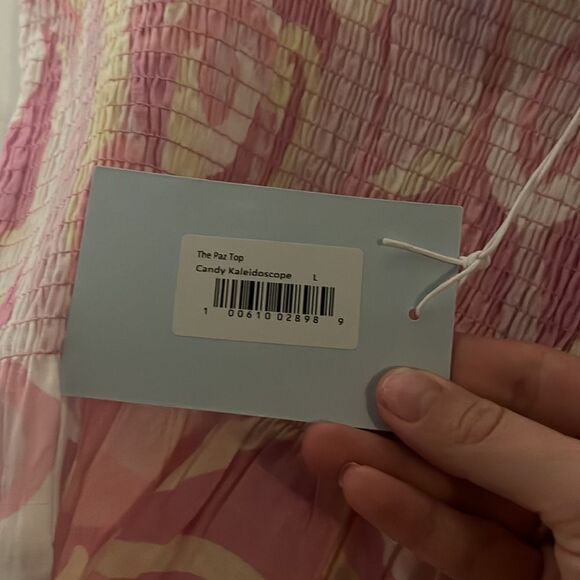 The Paz Top
Candy Kaleidoscope L
1 00610 02898 9